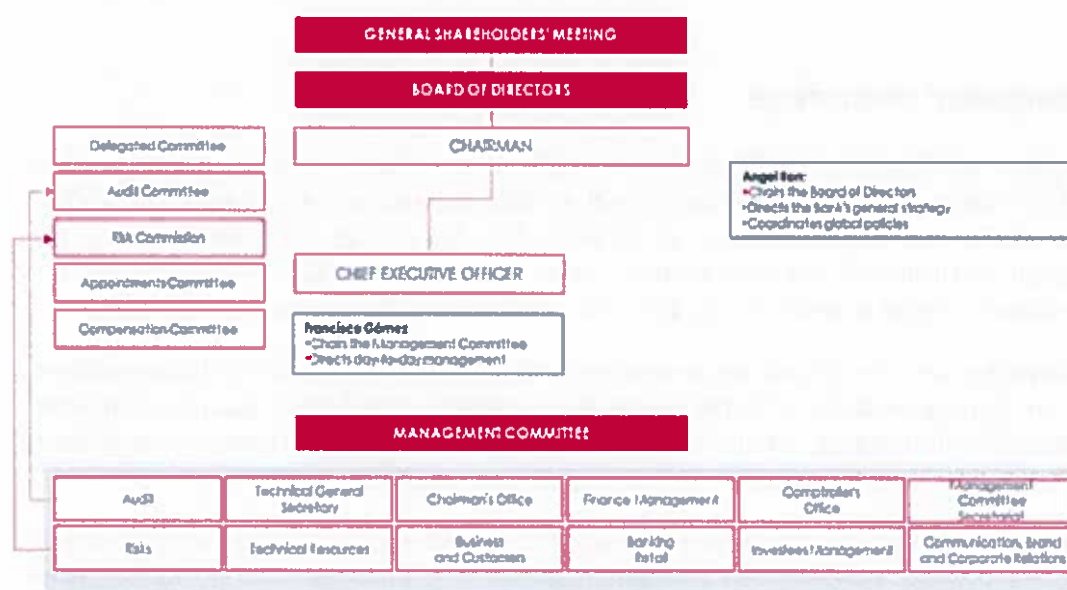 GENERAL SHAREHOLDERS' MEETING
BOARD OF DIRECTORS
CHAIRMAN
Delegated Committee
Audit Committee
Appointments Committee
Compensation Committee
Angel Ron:
•Chairs the Board of Directors
•Directs the Bank's general strategy
•Coordinates global policies
CHIEF EXECUTIVE OFFICER
Francisco Gómez
•Chairs the Management Committee
•Directs day-to-day management
MANAGEMENT COMMITTEE
Audit
Technical General
Secretary
Chairman's Office
Finance Management
Comptroller's
Office
Management
Committee
Secretariat
Risks
Technical Resources
Business
and Customers
Banking
Retail
Investees Management
Communication, Brand
and Corporate Relations